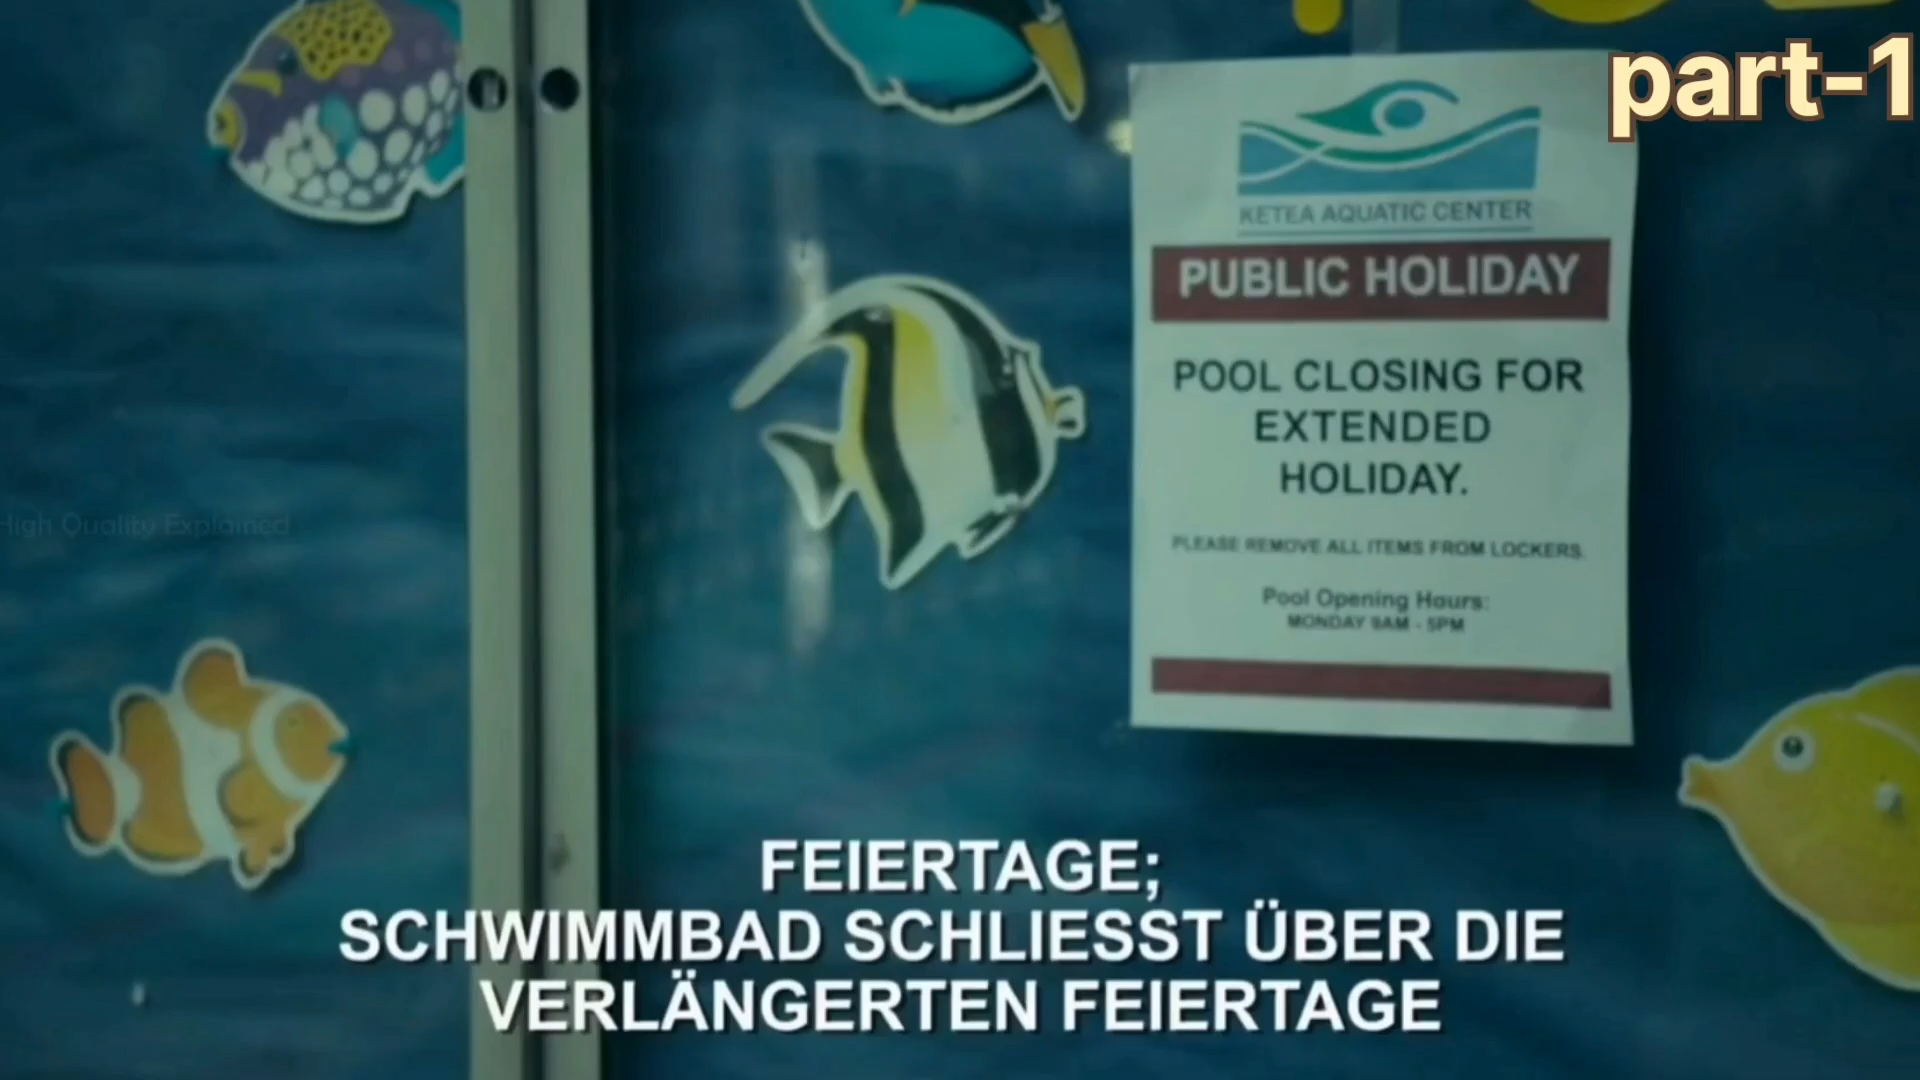 part-1
KETEA AQUATIC CENTER
PUBLIC HOLIDAY
POOL CLOSING FOR
EXTENDED
HOLIDAY.
PLEASE REMOVE ALL ITEMS FROM LOCKERS.
Pool Opening Hours:
MONDAY 9AM - 5PM
High Quality Explained
FEIERTAGE;
SCHWIMMBAD SCHLIESST ÜBER DIE
VERLÄNGERTEN FEIERTAGE